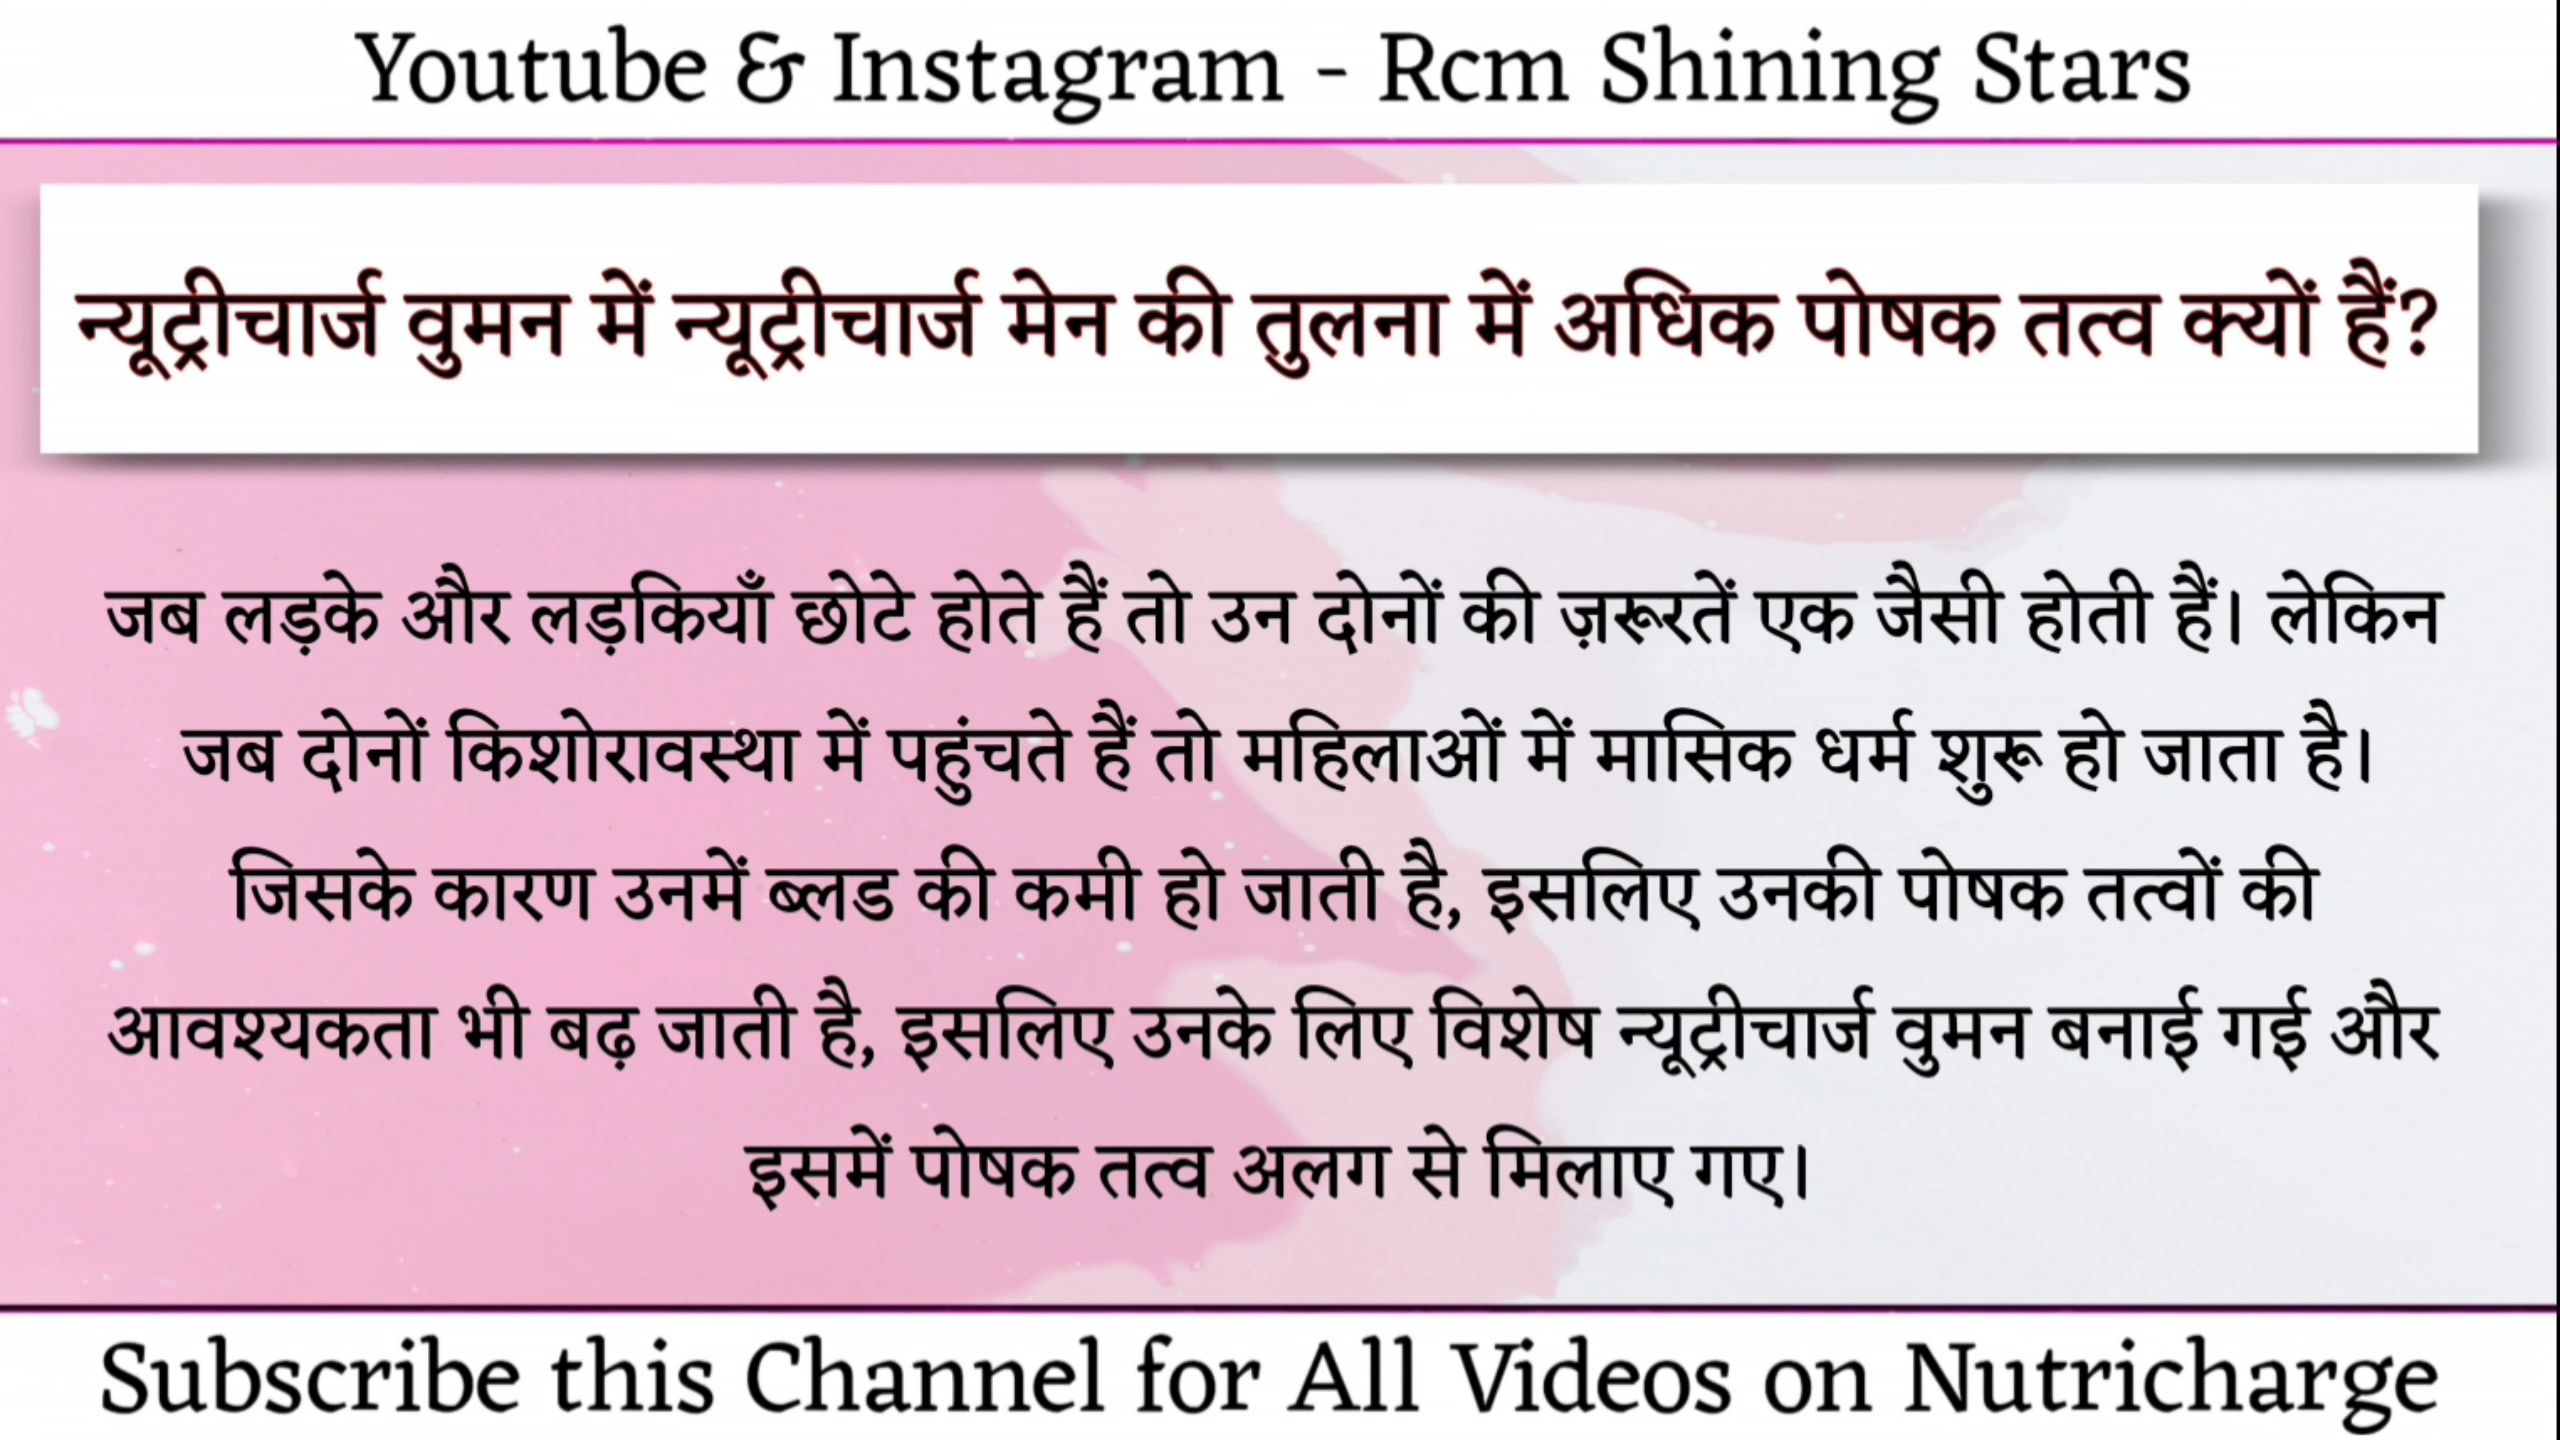 Youtube & Instagram - Rcm Shining Stars
न्यूट्रीचार्ज वुमन में न्यूट्रीचार्ज मेन की तुलना में अधिक पोषक तत्व क्यों हैं?
जब लड़के और लड़कियाँ छोटे होते हैं तो उन दोनों की ज़रूरतें एक जैसी होती हैं। लेकिन
जब दोनों किशोरावस्था में पहुंचते हैं तो महिलाओं में मासिक धर्म शुरू हो जाता है।
जिसके कारण उनमें ब्लड की कमी हो जाती है, इसलिए उनकी पोषक तत्वों की
आवश्यकता भी बढ़ जाती है, इसलिए उनके लिए विशेष न्यूट्रीचार्ज वुमन बनाई गई और
इसमें पोषक तत्व अलग से मिलाए गए।
Subscribe this Channel for All Videos on Nutricharge